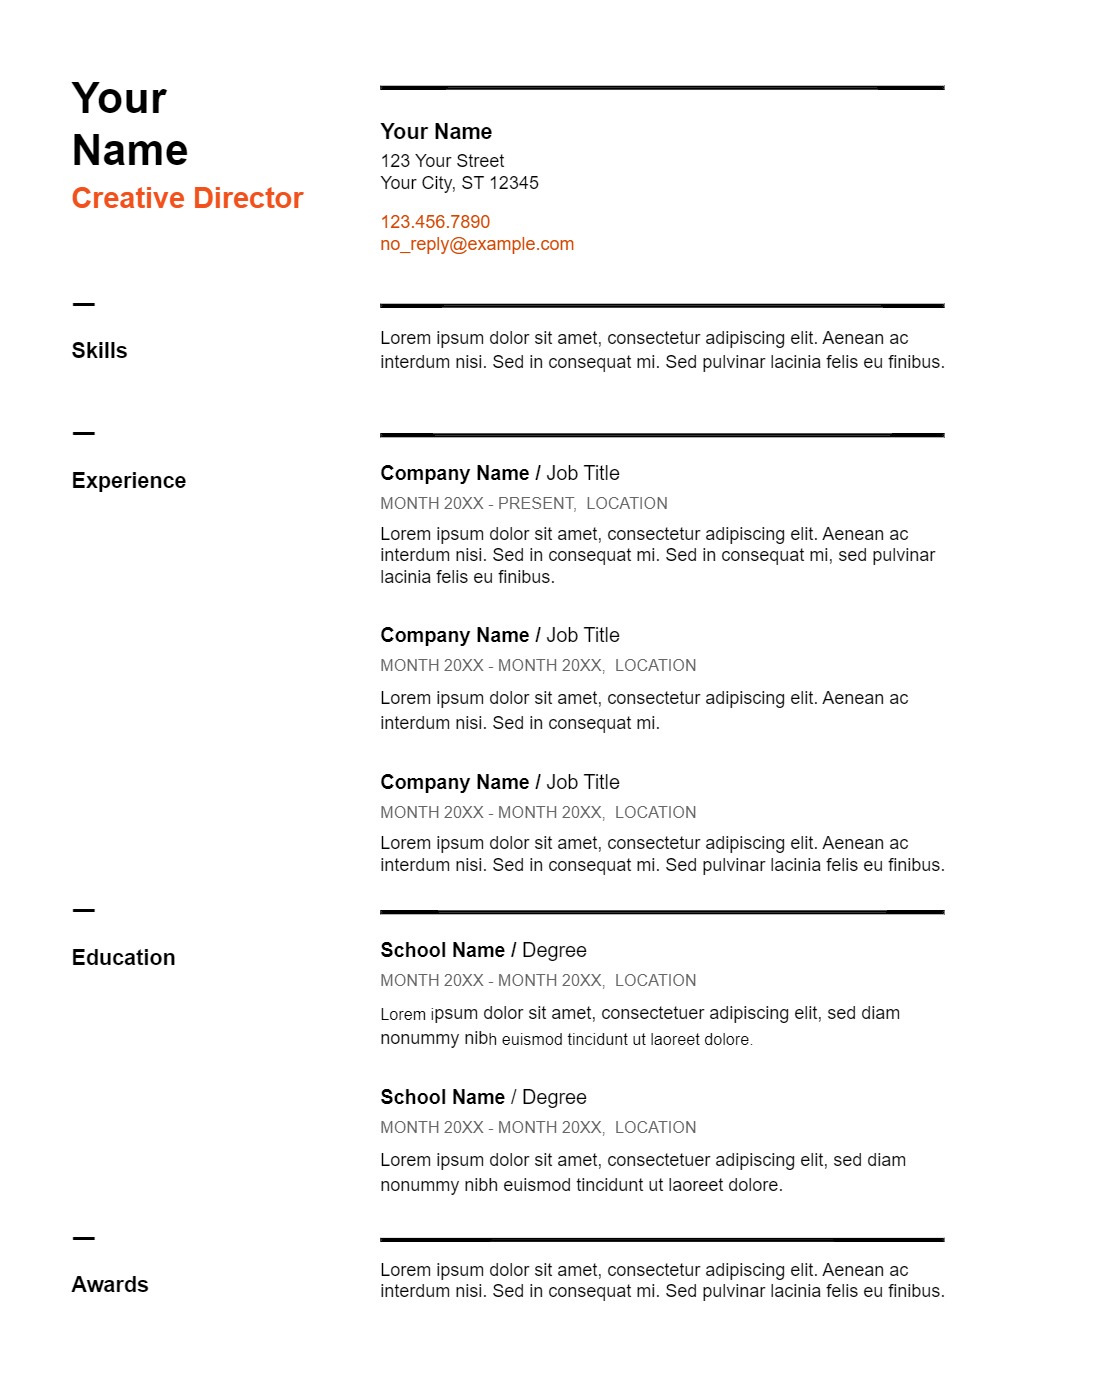 Your
Name
Creative Director
Your Name
123 Your Street
Your City, ST 12345
123.456.7890
no_reply@example.com
Skills
Lorem ipsum dolor sit amet, consectetur adipiscing elit. Aenean ac
interdum nisi. Sed in consequat mi. Sed pulvinar lacinia felis eu finibus.
Experience
Company Name / Job Title
MONTH 20XX - PRESENT,  LOCATION
Lorem ipsum dolor sit amet, consectetur adipiscing elit. Aenean ac
interdum nisi. Sed in consequat mi. Sed in consequat mi, sed pulvinar
lacinia felis eu finibus.
Company Name / Job Title
MONTH 20XX - MONTH 20XX,  LOCATION
Lorem ipsum dolor sit amet, consectetur adipiscing elit. Aenean ac
interdum nisi. Sed in consequat mi.
Company Name / Job Title
MONTH 20XX - MONTH 20XX,  LOCATION
Lorem ipsum dolor sit amet, consectetur adipiscing elit. Aenean ac
interdum nisi. Sed in consequat mi. Sed pulvinar lacinia felis eu finibus.
Education
School Name / Degree
MONTH 20XX - MONTH 20XX,  LOCATION
Lorem ipsum dolor sit amet, consectetuer adipiscing elit, sed diam
nonummy nibh euismod tincidunt ut laoreet dolore.
School Name / Degree
MONTH 20XX - MONTH 20XX,  LOCATION
Lorem ipsum dolor sit amet, consectetuer adipiscing elit, sed diam
nonummy nibh euismod tincidunt ut laoreet dolore.
Awards
Lorem ipsum dolor sit amet, consectetur adipiscing elit. Aenean ac
interdum nisi. Sed in consequat mi. Sed pulvinar lacinia felis eu finibus.